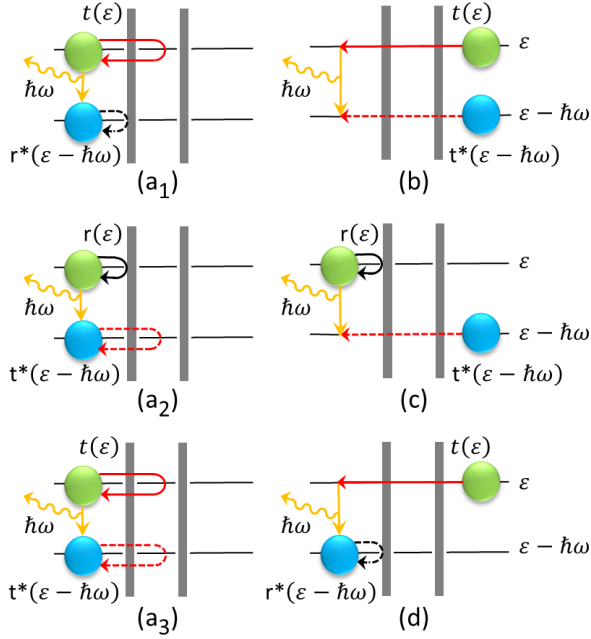 t(ε)
ħω
r*(ε − ħω)
(a1)
t(ε)
ε
ħω
ε − ħω
t*(ε − ħω)
(b)
r(ε)
ħω
t*(ε − ħω)
(a2)
r(ε)
ε
ħω
ε − ħω
t*(ε − ħω)
(c)
t(ε)
ħω
t*(ε − ħω)
(a3)
t(ε)
ε
ħω
ε − ħω
r*(ε − ħω)
(d)